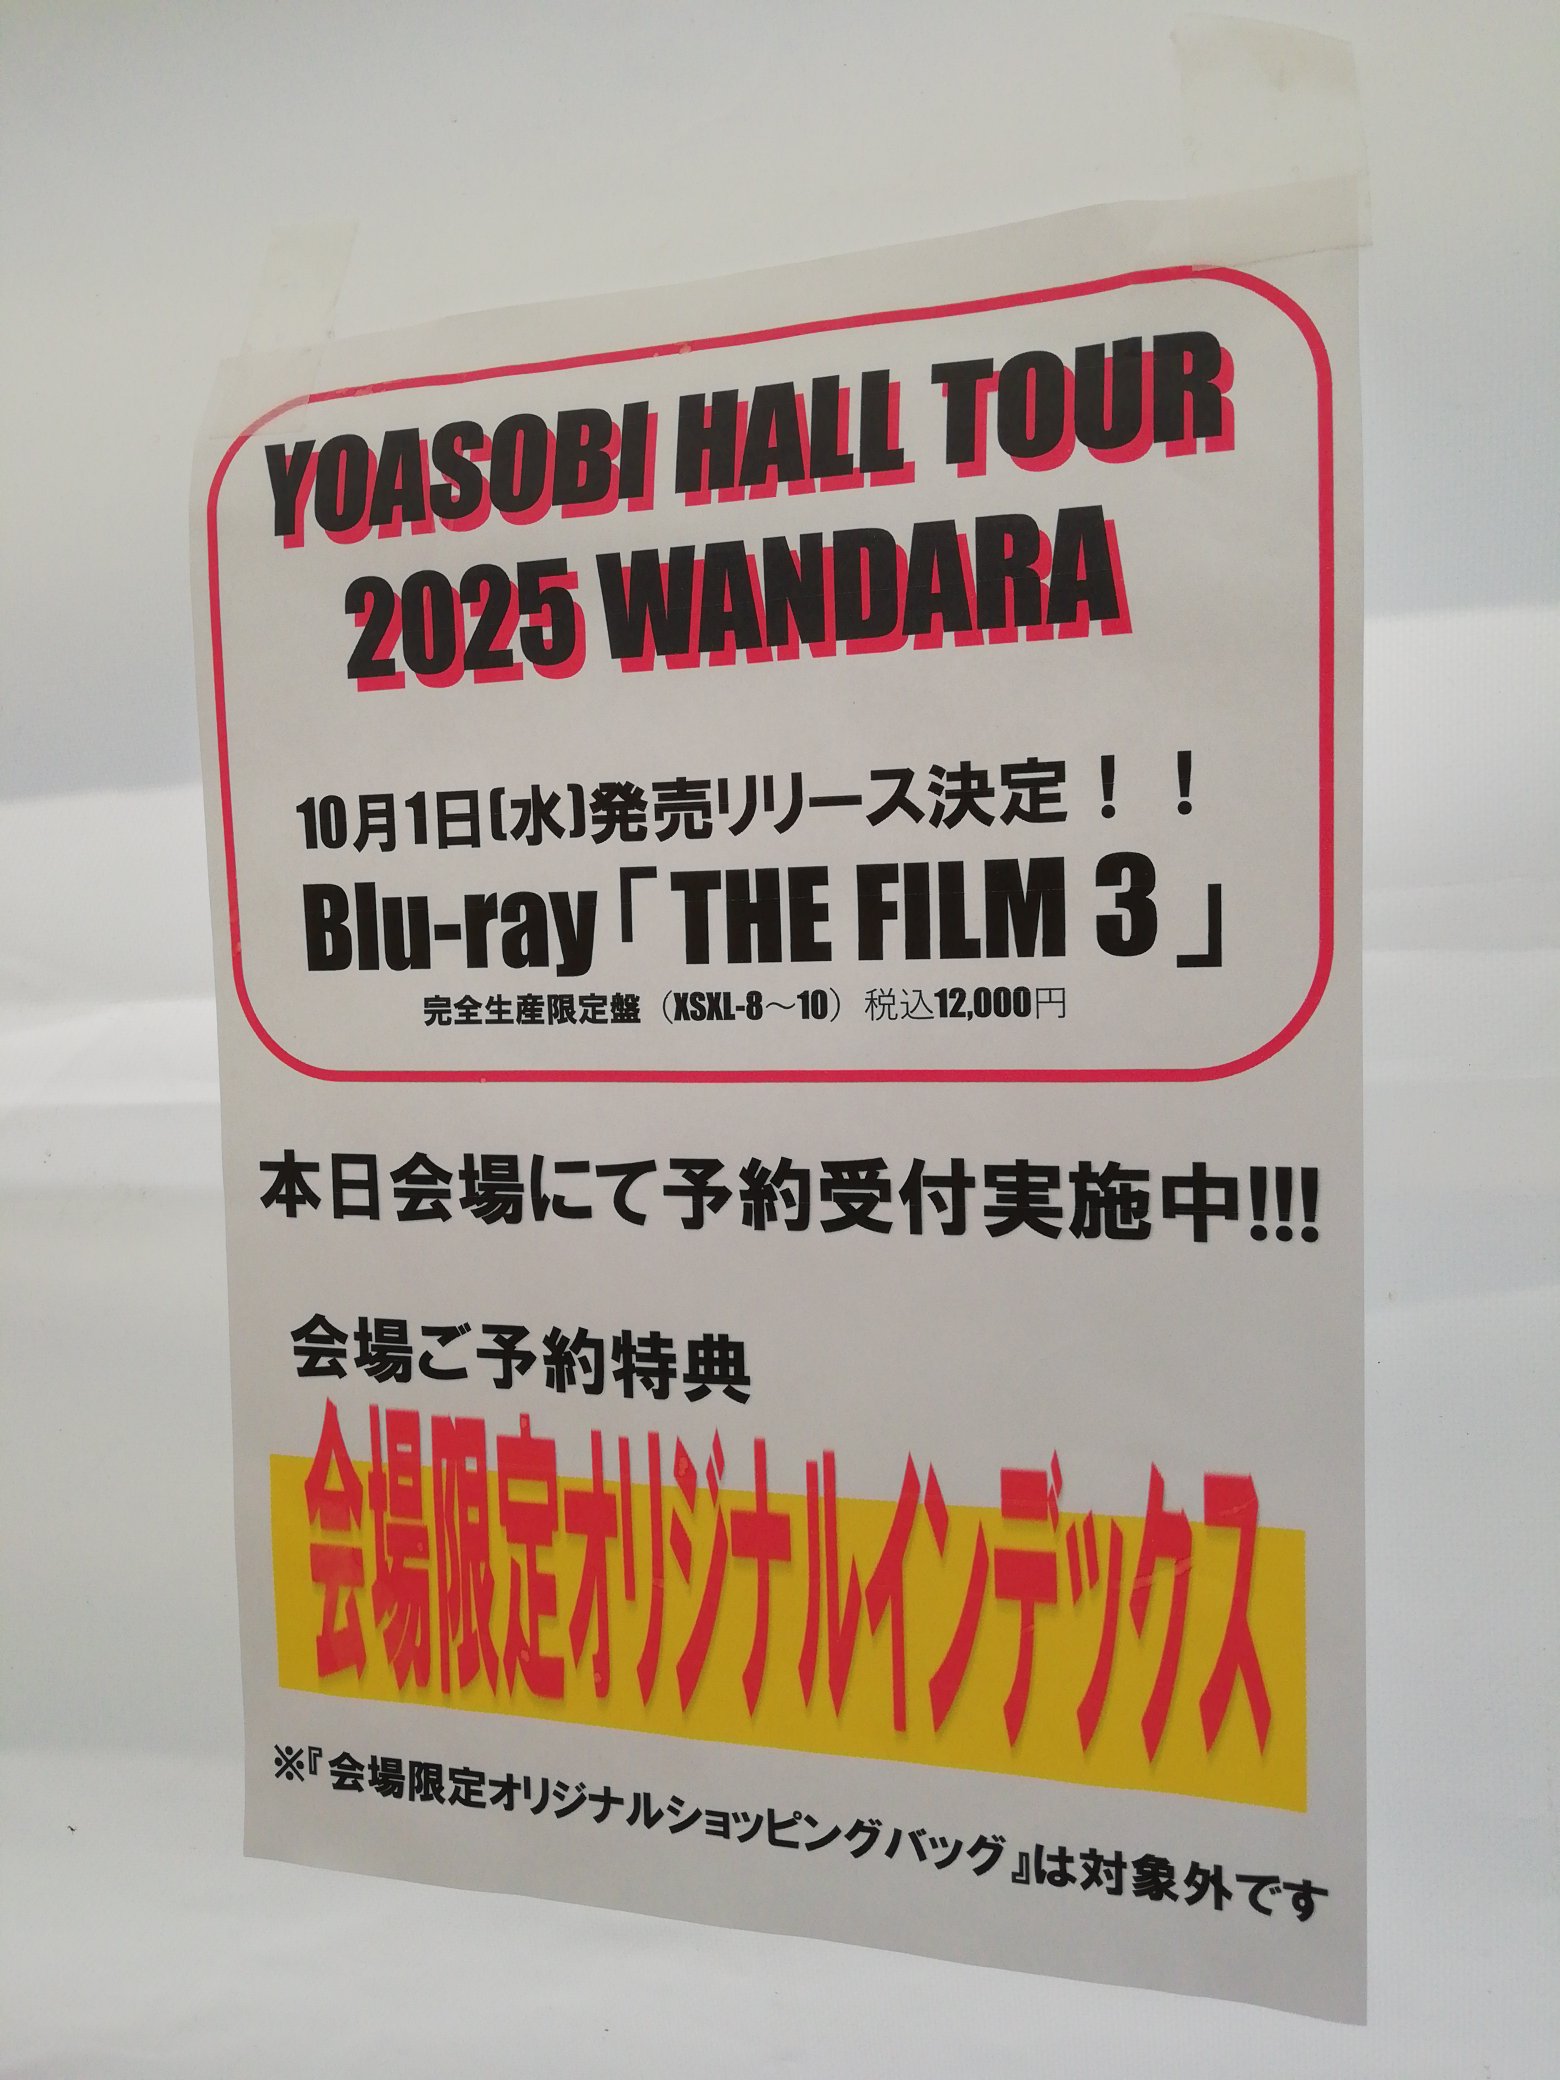 YOASOBI HALL TOUR
2025 WANDARA
10月1日(水)発売リリース決定！！
Blu-ray「THE FILM 3」
完全生産限定盤（XSXL-8～10）税込12,000円
本日会場にて予約受付実施中!!!
会場ご予約特典
会場限定オリジナルインデックス
※『会場限定オリジナルショッピングバッグ』は対象外です